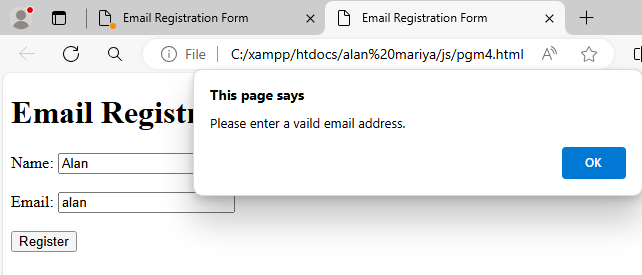 Email Registration Form
Email Registration Form
File C:/xampp/htdocs/alan%20mariya/js/pgm4.html
This page says
Please enter a vaild email address.
OK
Email Registr
Name: Alan
Email: alan
Register